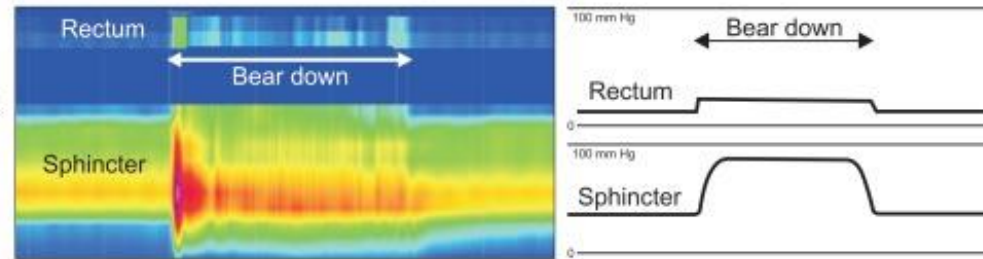 Rectum
Bear down
Sphincter
100 mm Hg
Bear down
Rectum
0
100 mm Hg
Sphincter
0